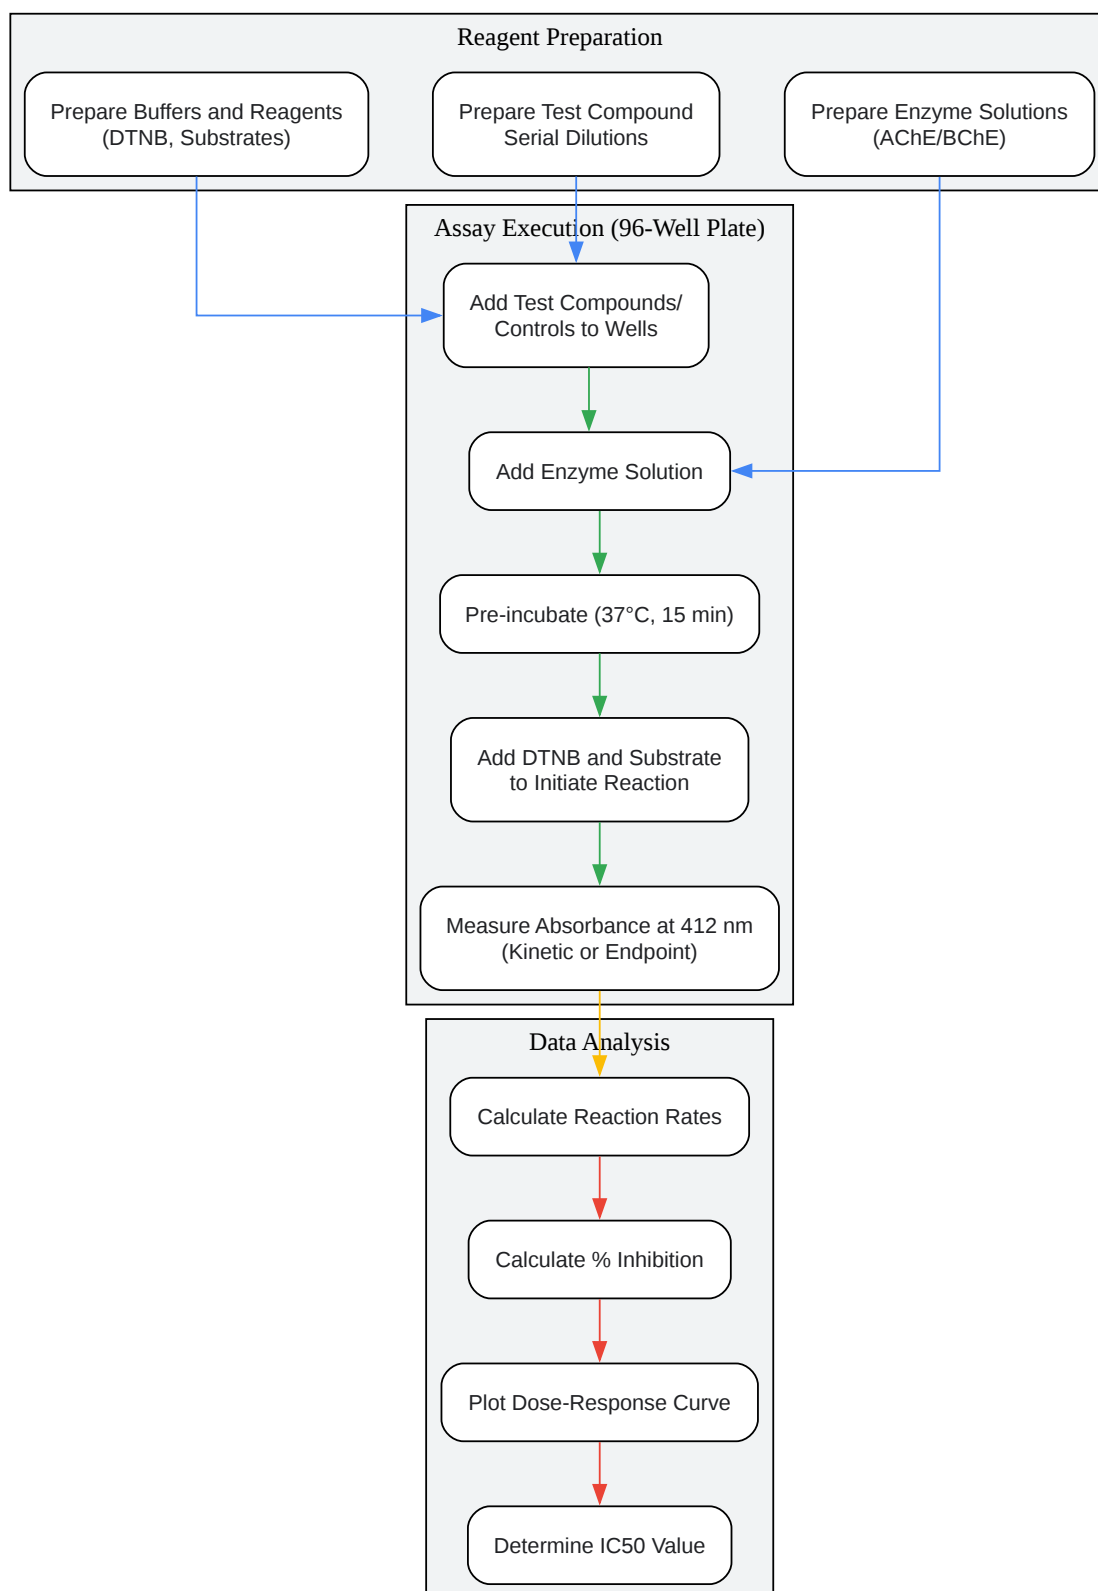 Reagent Preparation
Prepare Buffers and Reagents
(DTNB, Substrates)
Prepare Test Compound
Serial Dilutions
Prepare Enzyme Solutions
(AChE/BChE)
Assay Execution (96-Well Plate)
Add Test Compounds/
Controls to Wells
Add Enzyme Solution
Pre-incubate (37°C, 15 min)
Add DTNB and Substrate
to Initiate Reaction
Measure Absorbance at 412 nm
(Kinetic or Endpoint)
Data Analysis
Calculate Reaction Rates
Calculate % Inhibition
Plot Dose-Response Curve
Determine IC50 Value